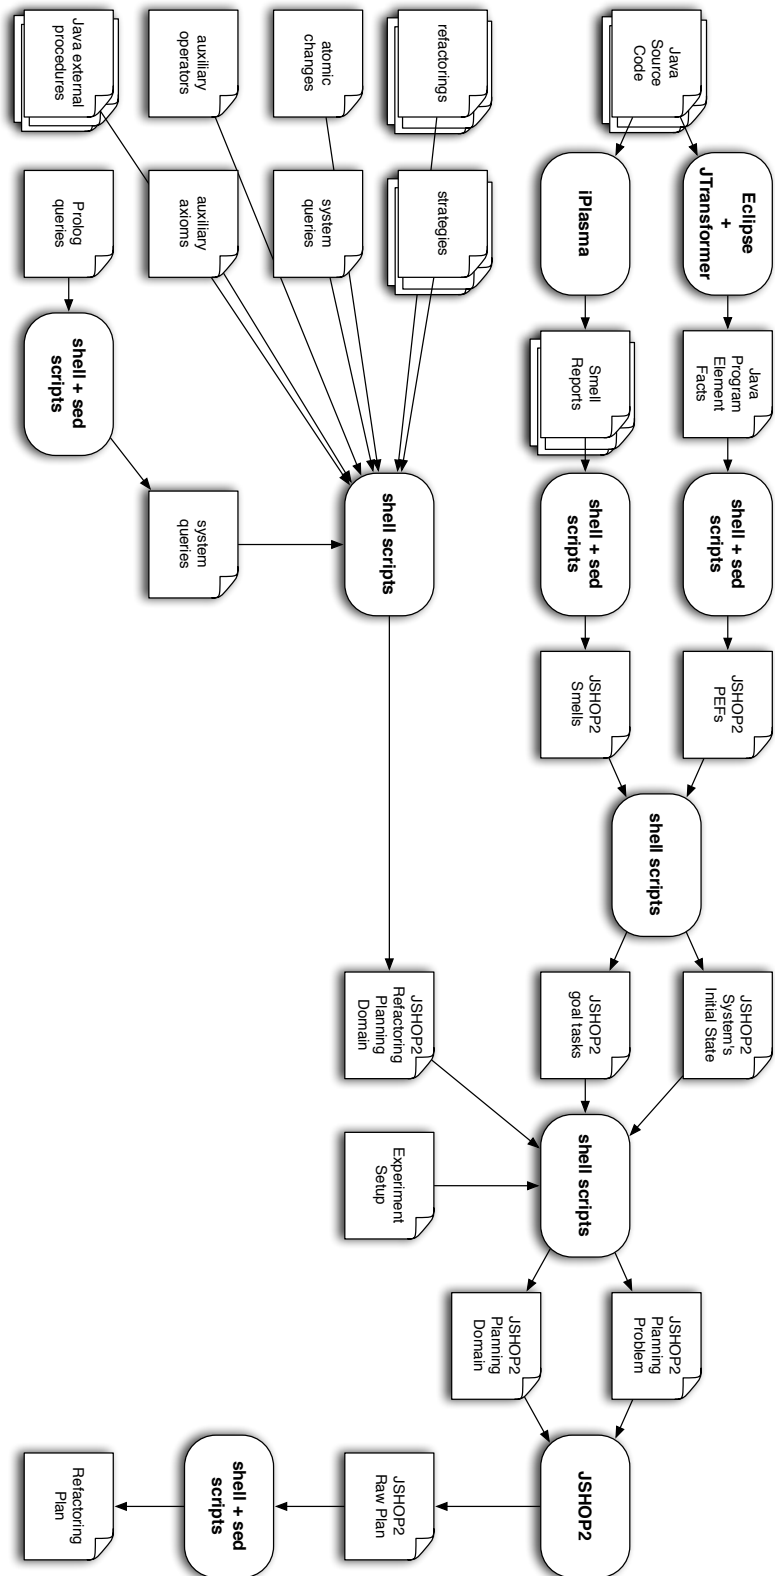 Java
Source
Code
Eclipse
+
JTransformer
Java
Program
Element
Facts
shell + sed
scripts
JSHOP2
PEFs
iPlasma
Smell
Reports
shell + sed
scripts
JSHOP2
Smells
shell scripts
JSHOP2
System's
Initial State
JSHOP2
goal tasks
shell scripts
JSHOP2
Planning
Problem
JSHOP2
Planning
Domain
JSHOP2
refactorings
strategies
atomic
changes
system
queries
auxiliary
operators
auxiliary
axioms
Java external
procedures
Prolog
queries
shell + sed
scripts
system
queries
shell scripts
JSHOP2
Refactoring
Planning
Domain
Experiment
Setup
JSHOP2
Raw Plan
shell + sed
scripts
Refactoring
Plan